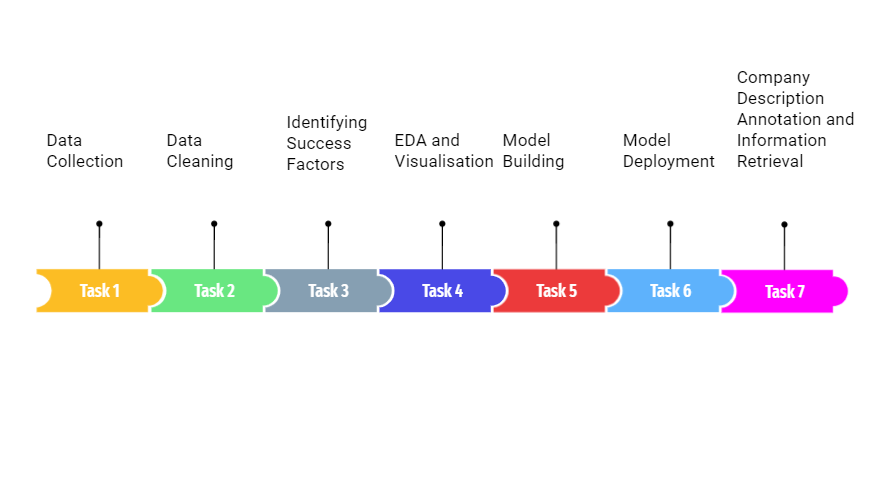 Data
Collection
Data
Cleaning
Identifying
Success
Factors
EDA and
Visualisation
Model
Building
Model
Deployment
Company
Description
Annotation and
Information
Retrieval
Task 1
Task 2
Task 3
Task 4
Task 5
Task 6
Task 7